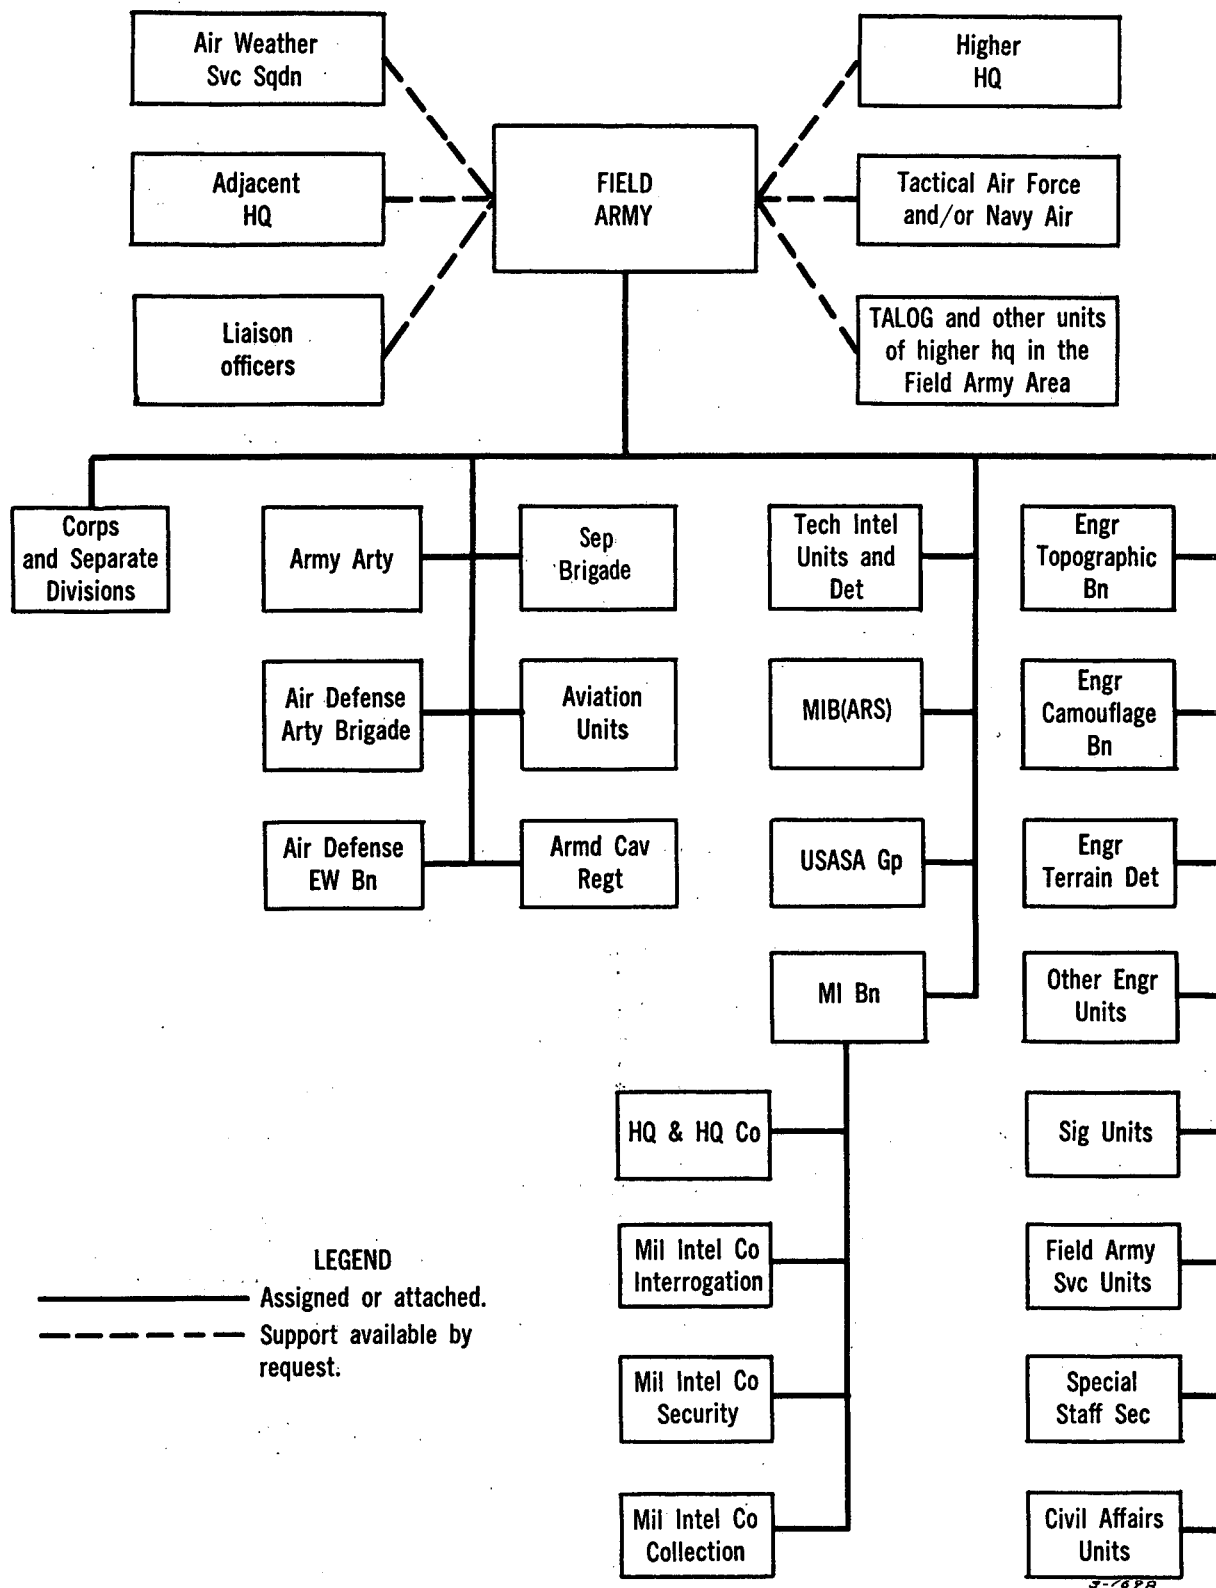 Air Weather
Svc Sqdn
Higher
HQ
FIELD
ARMY
Adjacent
HQ
Tactical Air Force
and/or Navy Air
Liaison
officers
TALOG and other units
of higher hq in the
Field Army Area
Corps
and Separate
Divisions
Army Arty
Sep
Brigade
Tech Intel
Units and
Det
Engr
Topographic
Bn
Air Defense
Arty Brigade
Aviation
Units
MIB(ARS)
Engr
Camouflage
Bn
Air Defense
EW Bn
Armd Cav
Regt
USASA Gp
Engr
Terrain Det
MI Bn
Other Engr
Units
HQ & HQ Co
Sig Units
Mil Intel Co
Interrogation
Field Army
Svc Units
Mil Intel Co
Security
Special
Staff Sec
Mil Intel Co
Collection
Civil Affairs
Units
LEGEND
Assigned or attached.
Support available by
request.